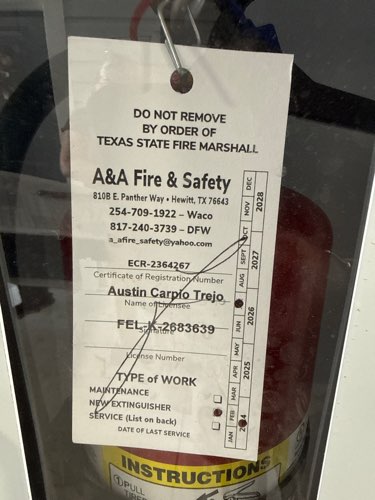 DO NOT REMOVE
BY ORDER OF
TEXAS STATE FIRE MARSHALL
A&A Fire & Safety
810B E. Panther Way • Hewitt, TX 76643
254-709-1922 – Waco
817-240-3739 – DFW
a_afire_safety@yahoo.com
ECR-2364267
Certificate of Registration Number
Austin Carpio Trejo
Name of Licensee
FEL-K-2683639
Signature
License Number
TYPE of WORK
MAINTENANCE
NEW EXTINGUISHER
SERVICE (List on back)
DATE OF LAST SERVICE
JAN FEB MAR APR MAY JUN AUG SEPT OCT NOV DEC
2024 2025 2026 2027 2028
INSTRUCTIONS
PULL